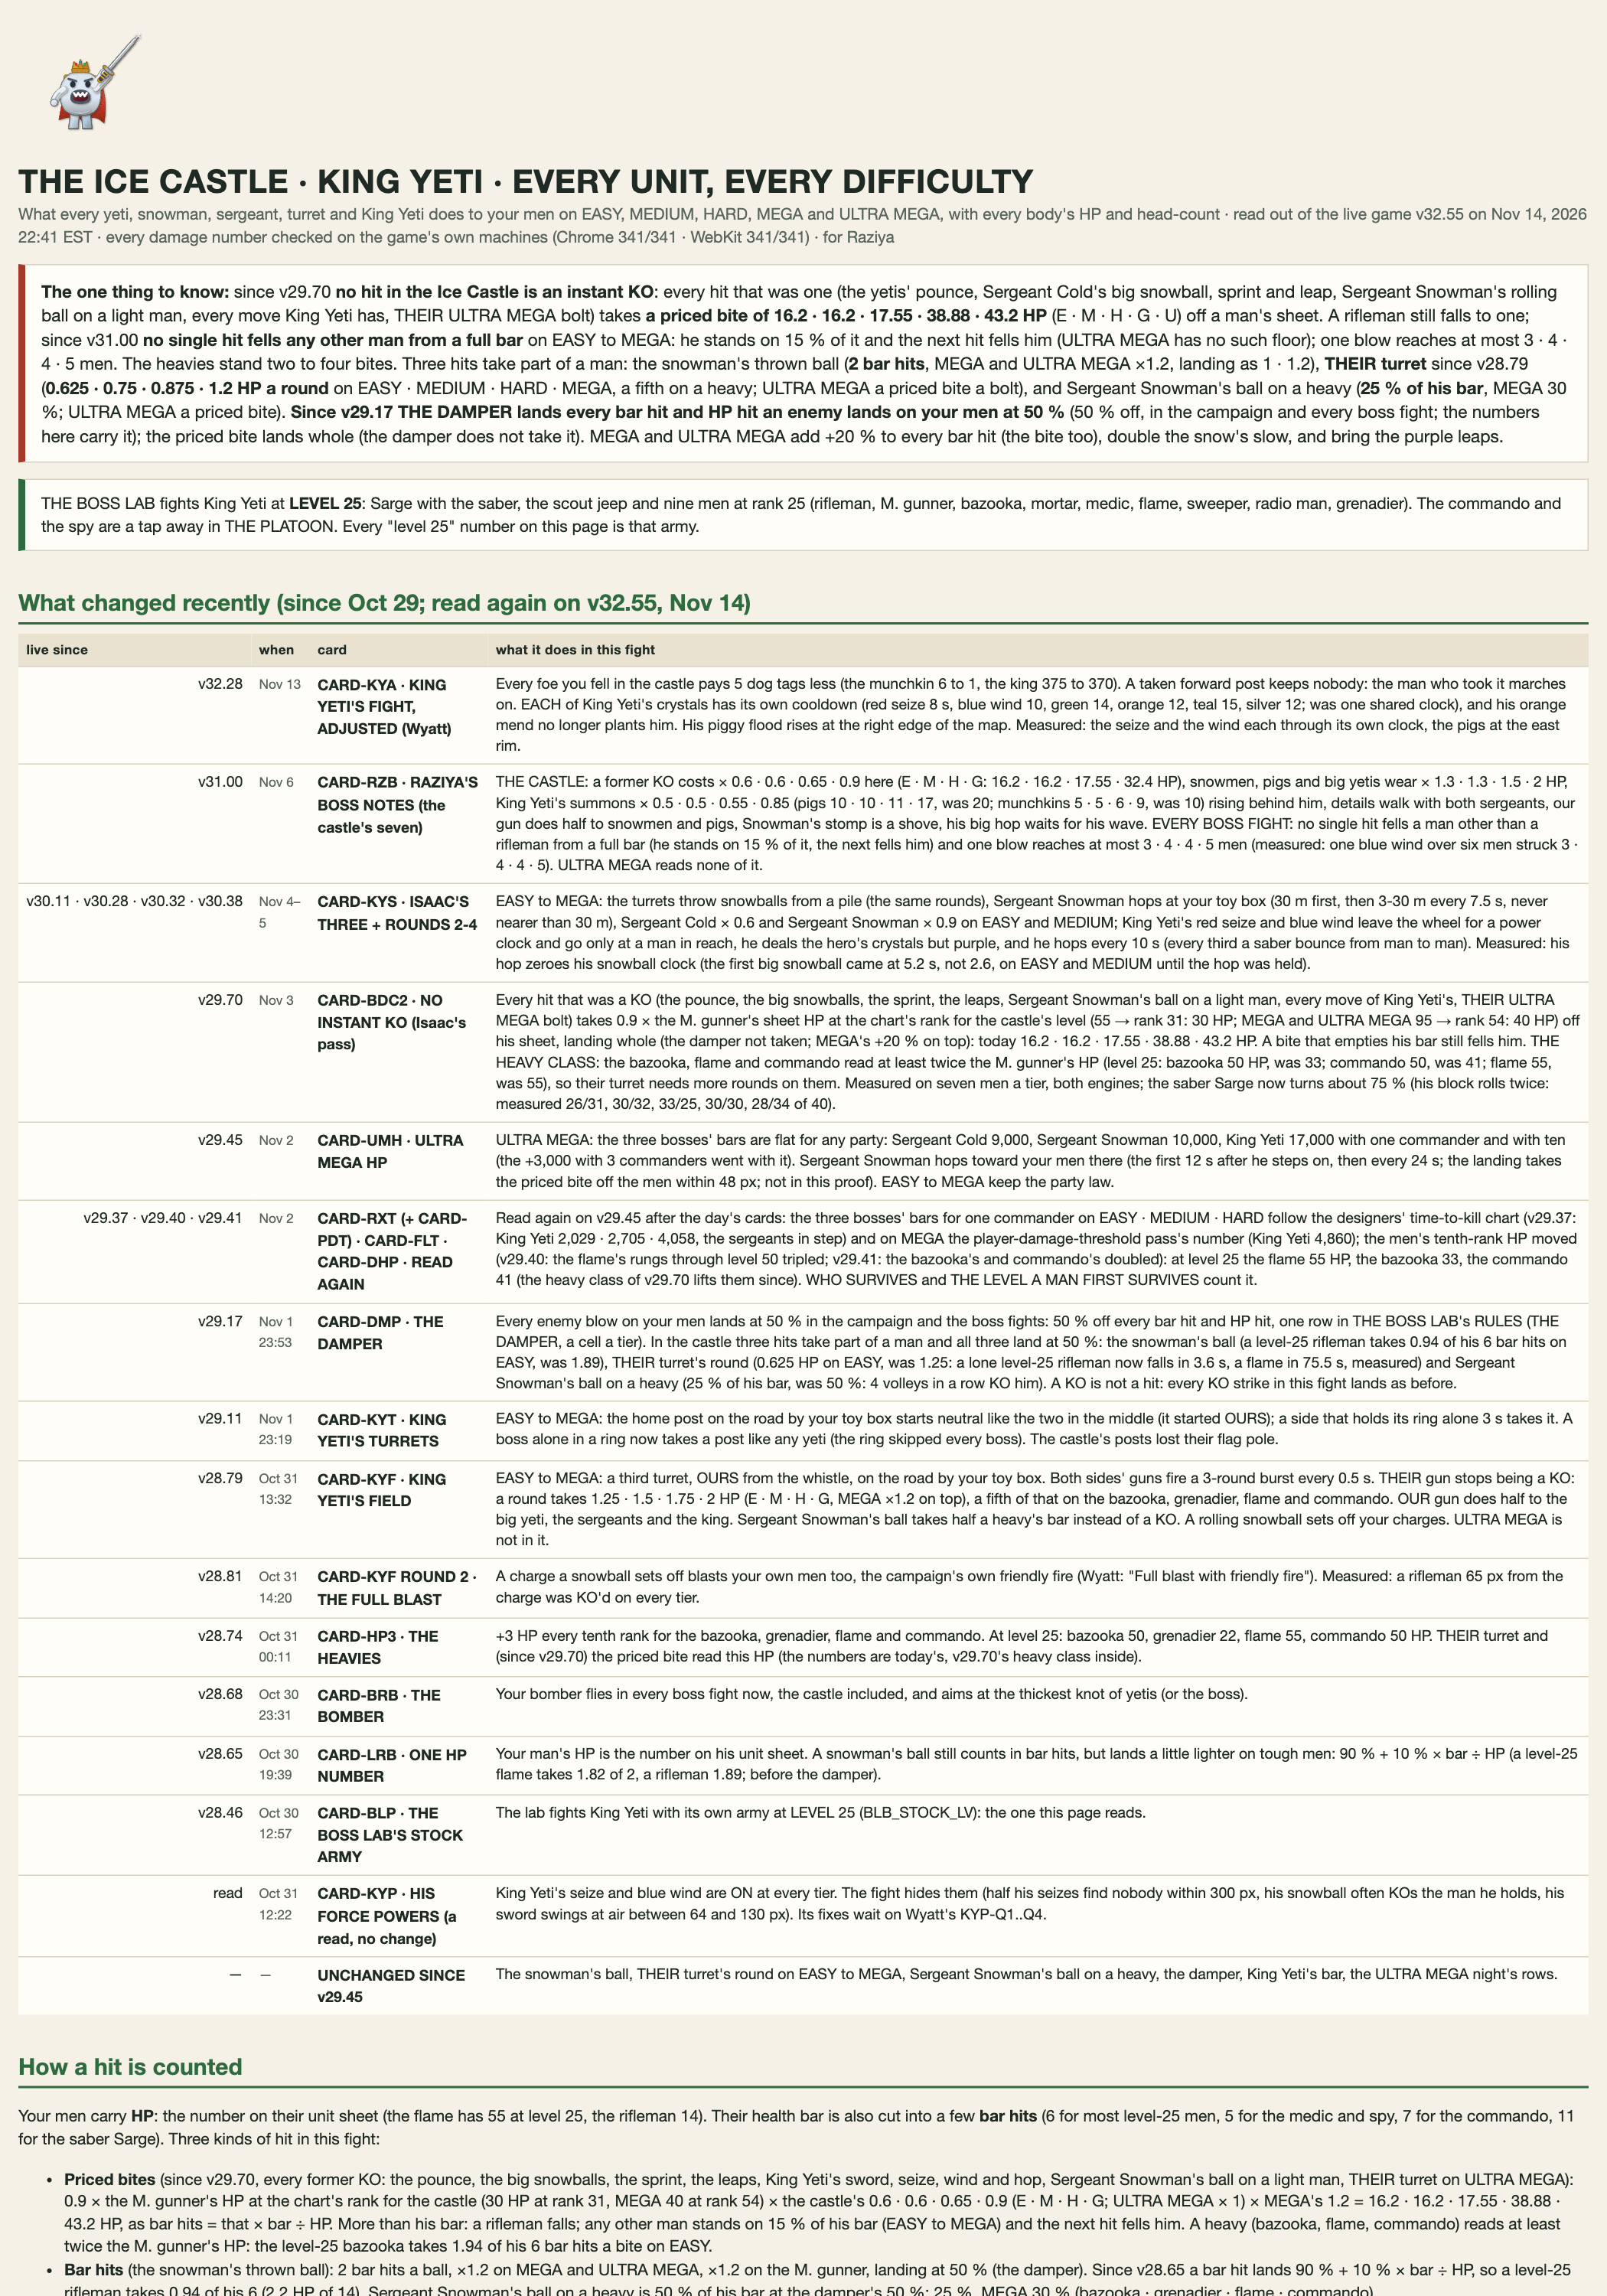 THE ICE CASTLE · KING YETI · EVERY UNIT, EVERY DIFFICULTY
What every yeti, snowman, sergeant, turret and King Yeti does to your men on EASY, MEDIUM, HARD, MEGA and ULTRA MEGA, with every body's HP and head-count · read out of the live game v32.55 on Nov 14, 2026
22:41 EST · every damage number checked on the game's own machines (Chrome 341/341 · WebKit 341/341) · for Raziya
The one thing to know: since v29.70 no hit in the Ice Castle is an instant KO: every hit that was one (the yetis' pounce, Sergeant Cold's big snowball, sprint and leap, Sergeant Snowman's rolling
ball on a light man, every move King Yeti has, THEIR ULTRA MEGA bolt) takes a priced bite of 16.2 · 16.2 · 17.55 · 38.88 · 43.2 HP (E · M · H · G · U) off a man's sheet. A rifleman still falls to one;
since v31.00 no single hit fells any other man from a full bar on EASY to MEGA: he stands on 15 % of it and the next hit fells him (ULTRA MEGA has no such floor); one blow reaches at most 3 · 4 ·
4 · 5 men. The heavies stand two to four bites. Three hits take part of a man: the snowman's thrown ball (2 bar hits, MEGA and ULTRA MEGA ×1.2, landing as 1 · 1.2), THEIR turret since v28.79
(0.625 · 0.75 · 0.875 · 1.2 HP a round on EASY · MEDIUM · HARD · MEGA, a fifth on a heavy; ULTRA MEGA a priced bite a bolt), and Sergeant Snowman's ball on a heavy (25 % of his bar, MEGA 30
%; ULTRA MEGA a priced bite). Since v29.17 THE DAMPER lands every bar hit and HP hit an enemy lands on your men at 50 % (50 % off, in the campaign and every boss fight; the numbers
here carry it); the priced bite lands whole (the damper does not take it). MEGA and ULTRA MEGA add +20 % to every bar hit (the bite too), double the snow's slow, and bring the purple leaps.
THE BOSS LAB fights King Yeti at LEVEL 25: Sarge with the saber, the scout jeep and nine men at rank 25 (rifleman, M. gunner, bazooka, mortar, medic, flame, sweeper, radio man, grenadier). The commando and
the spy are a tap away in THE PLATOON. Every "level 25" number on this page is that army.
What changed recently (since Oct 29; read again on v32.55, Nov 14)
live since when card what it does in this fight
v32.28 Nov 13 CARD-KYA · KING YETI'S FIGHT, ADJUSTED (Wyatt)
Every foe you fell in the castle pays 5 dog tags less (the munchkin 6 to 1, the king 375 to 370). A taken forward post keeps nobody: the man who took it marches
on. EACH of King Yeti's crystals has its own cooldown (red seize 8 s, blue wind 10, green 14, orange 12, teal 15, silver 12; was one shared clock), and his orange
mend no longer plants him. His piggy flood rises at the right edge of the map. Measured: the seize and the wind each through its own clock, the pigs at the east
rim.
v31.00 Nov 6 CARD-RZB · RAZIYA'S BOSS NOTES (the castle's seven)
THE CASTLE: a former KO costs × 0.6 · 0.6 · 0.65 · 0.9 here (E · M · H · G: 16.2 · 16.2 · 17.55 · 32.4 HP), snowmen, pigs and big yetis wear × 1.3 · 1.3 · 1.5 · 2 HP,
King Yeti's summons × 0.5 · 0.5 · 0.55 · 0.85 (pigs 10 · 10 · 11 · 17, was 20; munchkins 5 · 5 · 6 · 9, was 10) rising behind him, details walk with both sergeants, our
gun does half to snowmen and pigs, Snowman's stomp is a shove, his big hop waits for his wave. EVERY BOSS FIGHT: no single hit fells a man other than a
rifleman from a full bar (he stands on 15 % of it, the next fells him) and one blow reaches at most 3 · 4 · 4 · 5 men (measured: one blue wind over six men struck 3 ·
4 · 4 · 5). ULTRA MEGA reads none of it.
v30.11 · v30.28 · v30.32 · v30.38 Nov 4–5 CARD-KYS · ISAAC'S THREE + ROUNDS 2-4
EASY to MEGA: the turrets throw snowballs from a pile (the same rounds), Sergeant Snowman hops at your toy box (30 m first, then 3-30 m every 7.5 s, never
nearer than 30 m), Sergeant Cold × 0.6 and Sergeant Snowman × 0.9 on EASY and MEDIUM; King Yeti's red seize and blue wind leave the wheel for a power
clock and go only at a man in reach, he deals the hero's crystals but purple, and he hops every 10 s (every third a saber bounce from man to man). Measured: his
hop zeroes his snowball clock (the first big snowball came at 5.2 s, not 2.6, on EASY and MEDIUM until the hop was held).
v29.70 Nov 3 CARD-BDC2 · NO INSTANT KO (Isaac's pass)
Every hit that was a KO (the pounce, the big snowballs, the sprint, the leaps, Sergeant Snowman's ball on a light man, every move of King Yeti's, THEIR ULTRA
MEGA bolt) takes 0.9 × the M. gunner's sheet HP at the chart's rank for the castle's level (55 → rank 31: 30 HP; MEGA and ULTRA MEGA 95 → rank 54: 40 HP) off
his sheet, landing whole (the damper not taken; MEGA's +20 % on top): today 16.2 · 16.2 · 17.55 · 38.88 · 43.2 HP. A bite that empties his bar still fells him. THE
HEAVY CLASS: the bazooka, flame and commando read at least twice the M. gunner's HP (level 25: bazooka 50 HP, was 33; commando 50, was 41; flame 55,
was 55), so their turret needs more rounds on them. Measured on seven men a tier, both engines; the saber Sarge now turns about 75 % (his block rolls twice:
measured 26/31, 30/32, 33/25, 30/30, 28/34 of 40).
v29.45 Nov 2 CARD-UMH · ULTRA MEGA HP
ULTRA MEGA: the three bosses' bars are flat for any party: Sergeant Cold 9,000, Sergeant Snowman 10,000, King Yeti 17,000 with one commander and with ten
(the +3,000 with 3 commanders went with it). Sergeant Snowman hops toward your men there (the first 12 s after he steps on, then every 24 s; the landing takes
the priced bite off the men within 48 px; not in this proof). EASY to MEGA keep the party law.
v29.37 · v29.40 · v29.41 Nov 2 CARD-RXT (+ CARD-PDT) · CARD-FLT · CARD-DHP · READ AGAIN
Read again on v29.45 after the day's cards: the three bosses' bars for one commander on EASY · MEDIUM · HARD follow the designers' time-to-kill chart (v29.37:
King Yeti 2,029 · 2,705 · 4,058, the sergeants in step) and on MEGA the player-damage-threshold pass's number (King Yeti 4,860); the men's tenth-rank HP moved
(v29.40: the flame's rungs through level 50 tripled; v29.41: the bazooka's and commando's doubled): at level 25 the flame 55 HP, the bazooka 33, the commando
41 (the heavy class of v29.70 lifts them since). WHO SURVIVES and THE LEVEL A MAN FIRST SURVIVES count it.
v29.17 Nov 1 23:53 CARD-DMP · THE DAMPER
Every enemy blow on your men lands at 50 % in the campaign and the boss fights: 50 % off every bar hit and HP hit, one row in THE BOSS LAB's RULES (THE
DAMPER, a cell a tier). In the castle three hits take part of a man and all three land at 50 %: the snowman's ball (a level-25 rifleman takes 0.94 of his 6 bar hits on
EASY, was 1.89), THEIR turret's round (0.625 HP on EASY, was 1.25: a lone level-25 rifleman now falls in 3.6 s, a flame in 75.5 s, measured) and Sergeant
Snowman's ball on a heavy (25 % of his bar, was 50 %: 4 volleys in a row KO him). A KO is not a hit: every KO strike in this fight lands as before.
v29.11 Nov 1 23:19 CARD-KYT · KING YETI'S TURRETS
EASY to MEGA: the home post on the road by your toy box starts neutral like the two in the middle (it started OURS); a side that holds its ring alone 3 s takes it. A
boss alone in a ring now takes a post like any yeti (the ring skipped every boss). The castle's posts lost their flag pole.
v28.79 Oct 31 13:32 CARD-KYF · KING YETI'S FIELD
EASY to MEGA: a third turret, OURS from the whistle, on the road by your toy box. Both sides' guns fire a 3-round burst every 0.5 s. THEIR gun stops being a KO:
a round takes 1.25 · 1.5 · 1.75 · 2 HP (E · M · H · G, MEGA ×1.2 on top), a fifth of that on the bazooka, grenadier, flame and commando. OUR gun does half to the
big yeti, the sergeants and the king. Sergeant Snowman's ball takes half a heavy's bar instead of a KO. A rolling snowball sets off your charges. ULTRA MEGA is
not in it.
v28.81 Oct 31 14:20 CARD-KYF ROUND 2 · THE FULL BLAST
A charge a snowball sets off blasts your own men too, the campaign's own friendly fire (Wyatt: "Full blast with friendly fire"). Measured: a rifleman 65 px from the
charge was KO'd on every tier.
v28.74 Oct 31 00:11 CARD-HP3 · THE HEAVIES
+3 HP every tenth rank for the bazooka, grenadier, flame and commando. At level 25: bazooka 50, grenadier 22, flame 55, commando 50 HP. THEIR turret and
(since v29.70) the priced bite read this HP (the numbers are today's, v29.70's heavy class inside).
v28.68 Oct 30 23:31 CARD-BRB · THE BOMBER
Your bomber flies in every boss fight now, the castle included, and aims at the thickest knot of yetis (or the boss).
v28.65 Oct 30 19:39 CARD-LRB · ONE HP NUMBER
Your man's HP is the number on his unit sheet. A snowman's ball still counts in bar hits, but lands a little lighter on tough men: 90 % + 10 % × bar ÷ HP (a level-25
flame takes 1.82 of 2, a rifleman 1.89; before the damper).
v28.46 Oct 30 12:57 CARD-BLP · THE BOSS LAB'S STOCK ARMY
The lab fights King Yeti with its own army at LEVEL 25 (BLB_STOCK_LV): the one this page reads.
read Oct 31 12:22 CARD-KYP · HIS FORCE POWERS (a read, no change)
King Yeti's seize and blue wind are ON at every tier. The fight hides them (half his seizes find nobody within 300 px, his snowball often KOs the man he holds, his
sword swings at air between 64 and 130 px). Its fixes wait on Wyatt's KYP-Q1..Q4.
— — UNCHANGED SINCE v29.45
The snowman's ball, THEIR turret's round on EASY to MEGA, Sergeant Snowman's ball on a heavy, the damper, King Yeti's bar, the ULTRA MEGA night's rows.
How a hit is counted
Your men carry HP: the number on their unit sheet (the flame has 55 at level 25, the rifleman 14). Their health bar is also cut into a few bar hits (6 for most level-25 men, 5 for the medic and spy, 7 for the commando, 11
for the saber Sarge). Three kinds of hit in this fight:
• Priced bites (since v29.70, every former KO: the pounce, the big snowballs, the sprint, the leaps, King Yeti's sword, seize, wind and hop, Sergeant Snowman's ball on a light man, THEIR turret on ULTRA MEGA):
0.9 × the M. gunner's HP at the chart's rank for the castle (30 HP at rank 31, MEGA 40 at rank 54) × the castle's 0.6 · 0.6 · 0.65 · 0.9 (E · M · H · G; ULTRA MEGA × 1) × MEGA's 1.2 = 16.2 · 16.2 · 17.55 · 38.88 ·
43.2 HP, as bar hits = that × bar ÷ HP. More than his bar: a rifleman falls; any other man stands on 15 % of his bar (EASY to MEGA) and the next hit fells him. A heavy (bazooka, flame, commando) reads at least
twice the M. gunner's HP: the level-25 bazooka takes 1.94 of his 6 bar hits a bite on EASY.
• Bar hits (the snowman's thrown ball): 2 bar hits a ball, ×1.2 on MEGA and ULTRA MEGA, ×1.2 on the M. gunner, landing at 50 % (the damper). Since v28.65 a bar hit lands 90 % + 10 % × bar ÷ HP, so a level-25
rifleman takes 0.94 of his 6 (2.2 HP of 14). Sergeant Snowman's ball on a heavy is 50 % of his bar at the damper's 50 %: 25 %, MEGA 30 % (bazooka · grenadier · flame · commando).